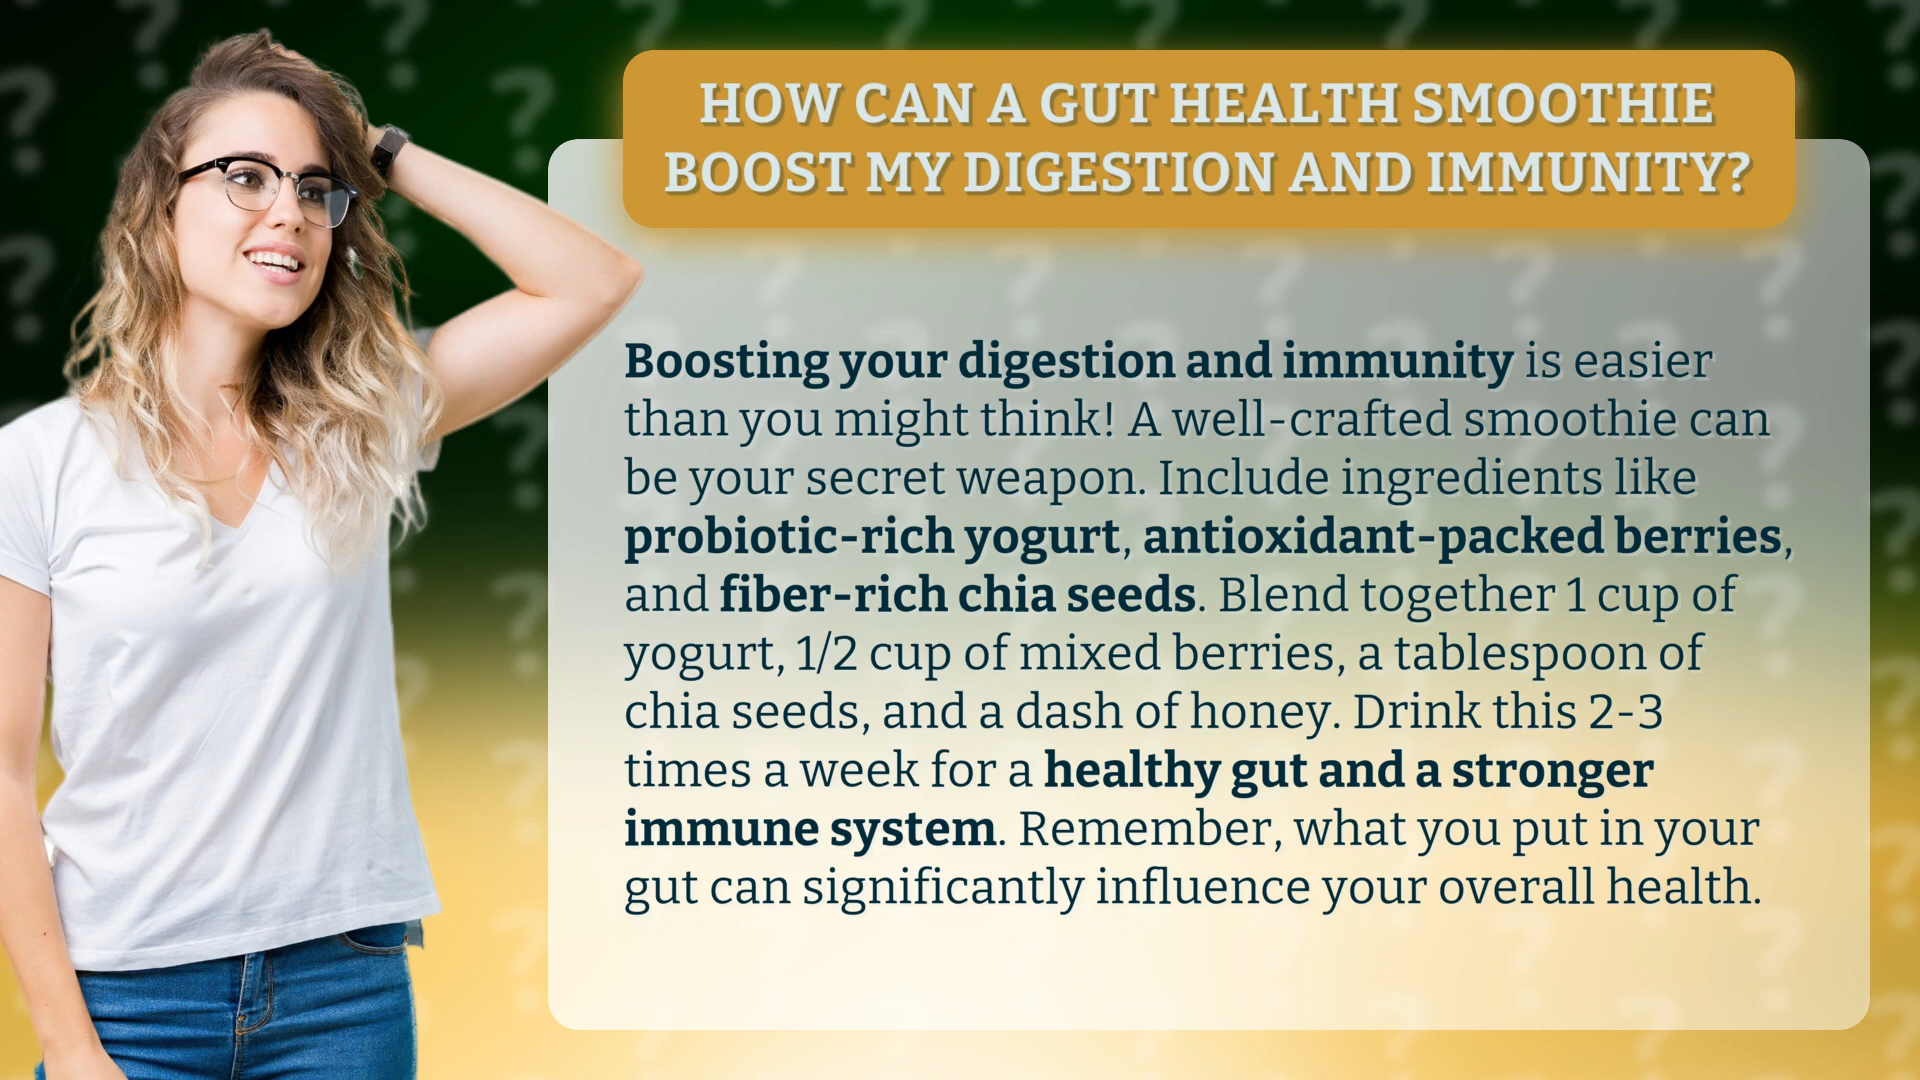 HOW CAN A GUT HEALTH SMOOTHIE
BOOST MY DIGESTION AND IMMUNITY?
Boosting your digestion and immunity is easier
than you might think! A well-crafted smoothie can
be your secret weapon. Include ingredients like
probiotic-rich yogurt, antioxidant-packed berries,
and fiber-rich chia seeds. Blend together 1 cup of
yogurt, 1/2 cup of mixed berries, a tablespoon of
chia seeds, and a dash of honey. Drink this 2-3
times a week for a healthy gut and a stronger
immune system. Remember, what you put in your
gut can significantly influence your overall health.